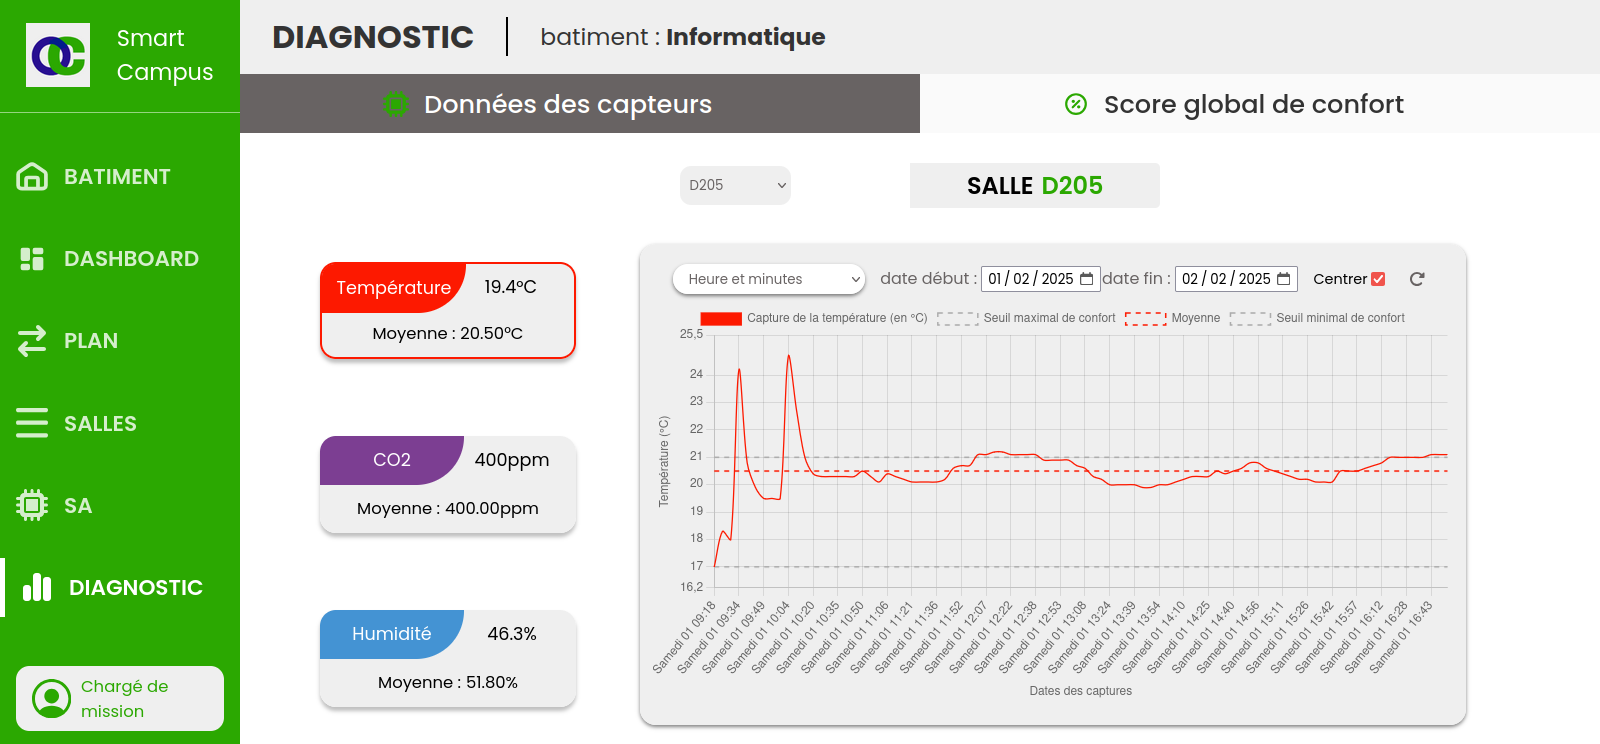 Smart
Campus
DIAGNOSTIC
batiment : Informatique
Données des capteurs
Score global de confort
BATIMENT
DASHBOARD
PLAN
SALLES
SA
DIAGNOSTIC
Chargé de
mission
D205
SALLE D205
Température
19.4°C
Moyenne : 20.50°C
CO2
400ppm
Moyenne : 400.00ppm
Humidité
46.3%
Moyenne : 51.80%
Heure et minutes
date début : 01 / 02 / 2025
date fin : 02 / 02 / 2025
Centrer
Capture de la température (en °C)
Seuil maximal de confort
Moyenne
Seuil minimal de confort
Température (°C)
25,5
24
23
22
21
20
19
18
17
16,2
Samedi 01 09:18
Samedi 01 09:34
Samedi 01 09:49
Samedi 01 10:04
Samedi 01 10:20
Samedi 01 10:35
Samedi 01 10:50
Samedi 01 11:06
Samedi 01 11:21
Samedi 01 11:36
Samedi 01 11:52
Samedi 01 12:07
Samedi 01 12:22
Samedi 01 12:38
Samedi 01 12:53
Samedi 01 13:08
Samedi 01 13:24
Samedi 01 13:39
Samedi 01 13:54
Samedi 01 14:10
Samedi 01 14:25
Samedi 01 14:40
Samedi 01 14:56
Samedi 01 15:11
Samedi 01 15:26
Samedi 01 15:42
Samedi 01 15:57
Samedi 01 16:12
Samedi 01 16:28
Samedi 01 16:43
Dates des captures